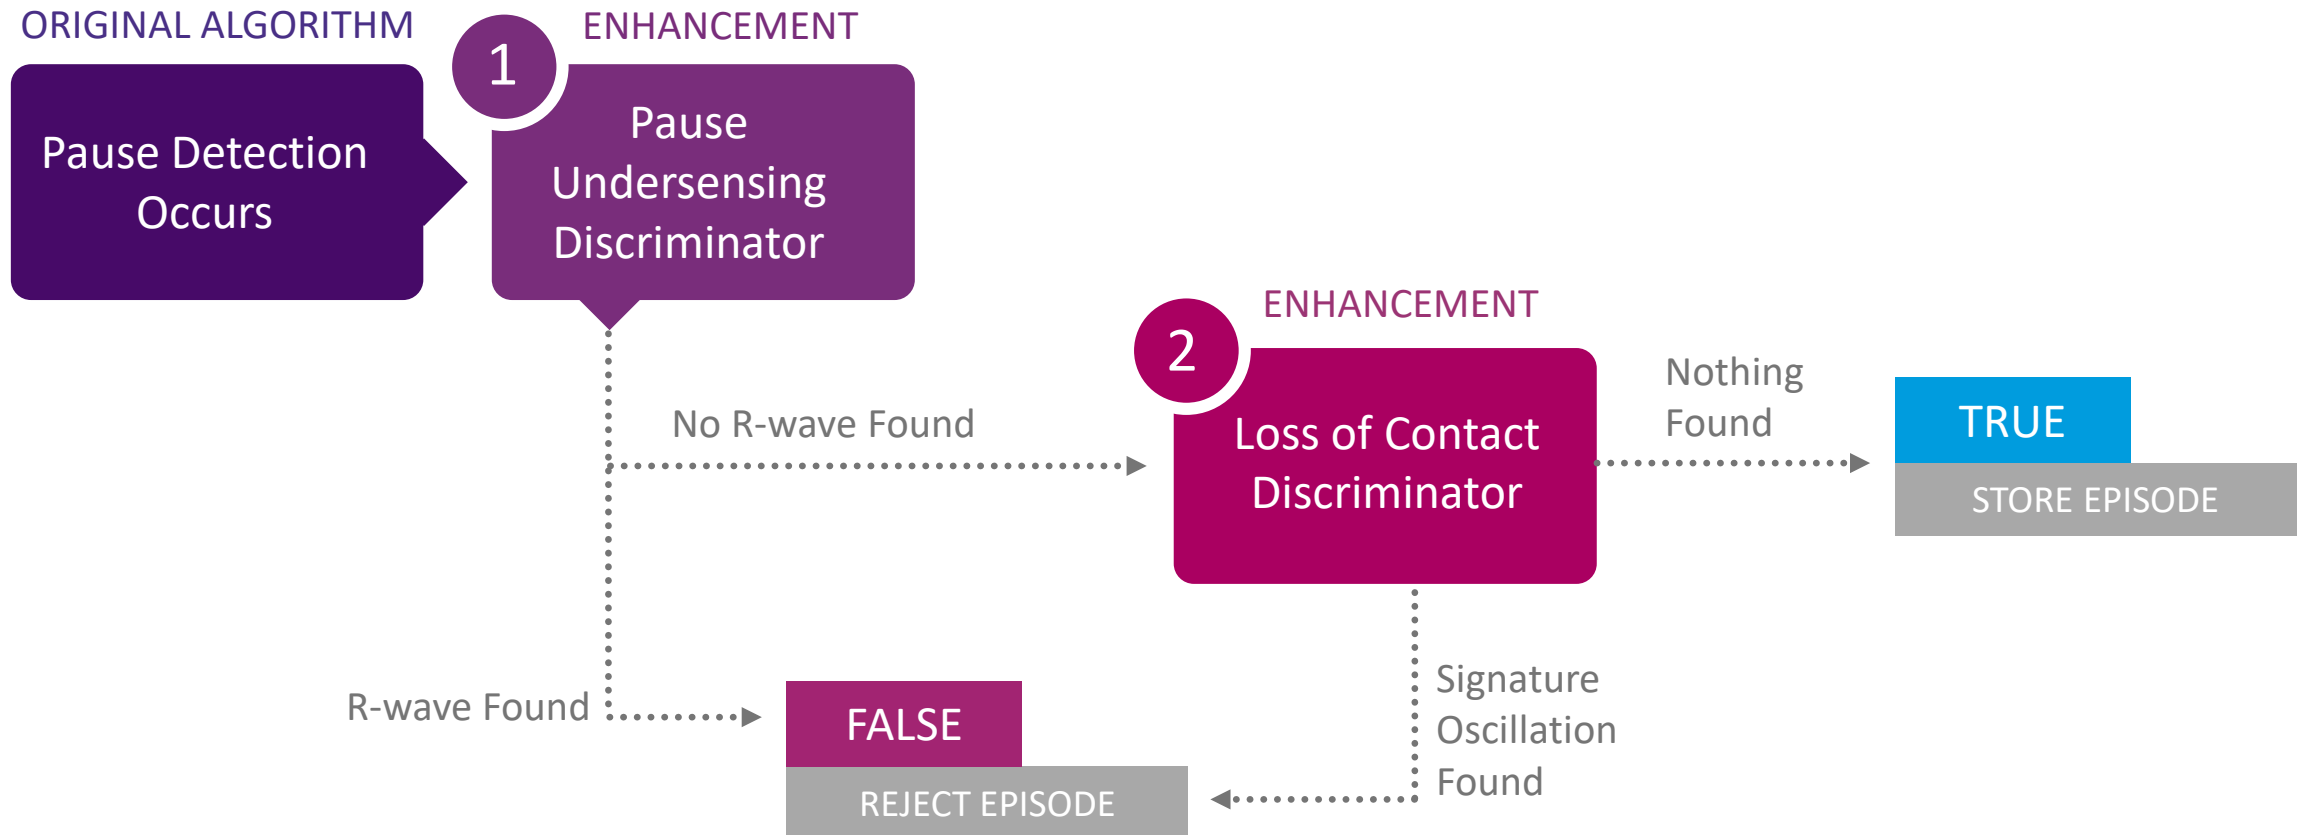 ORIGINAL ALGORITHM
Pause Detection
Occurs
1
ENHANCEMENT
Pause
Undersensing
Discriminator
No R-wave Found
R-wave Found
FALSE
REJECT EPISODE
2
ENHANCEMENT
Loss of Contact
Discriminator
Nothing
Found
TRUE
STORE EPISODE
Signature
Oscillation
Found